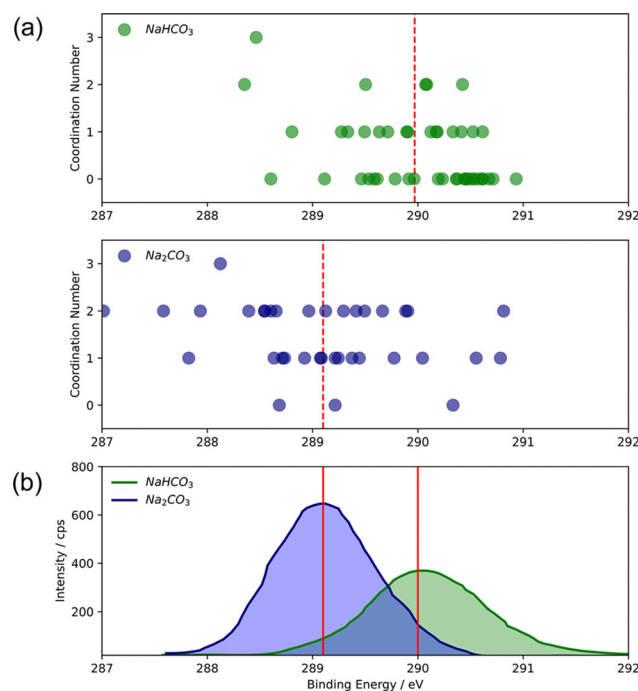 (a)
NaHCO3
Coordination Number
3
2
1
0
287 288 289 290 291 292
Na2CO3
Coordination Number
3
2
1
0
287 288 289 290 291 292
(b)
NaHCO3
Na2CO3
Intensity / cps
800
600
400
200
287 288 289 290 291 292
Binding Energy / eV